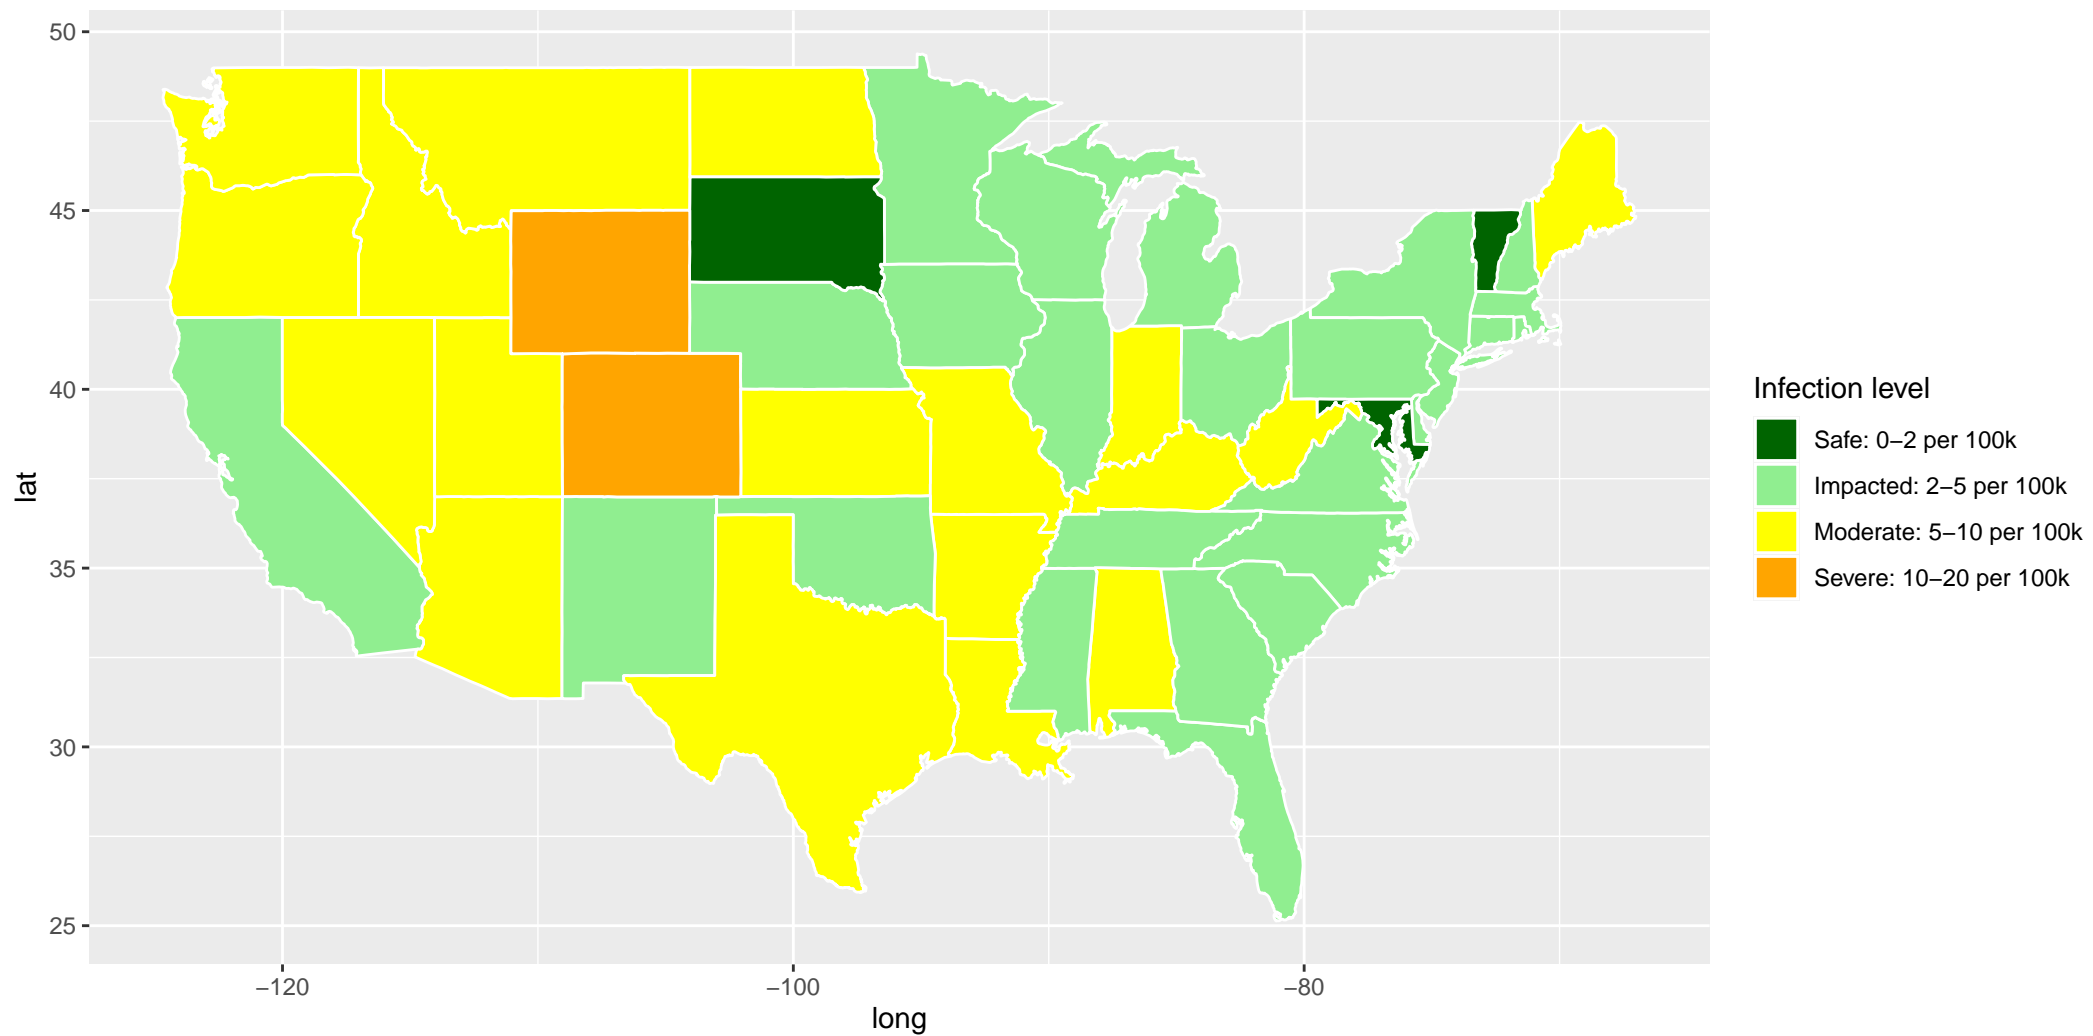 50
45
40
35
30
25
lat
−120
−100
−80
long
Infection level
Safe: 0−2 per 100k
Impacted: 2−5 per 100k
Moderate: 5−10 per 100k
Severe: 10−20 per 100k